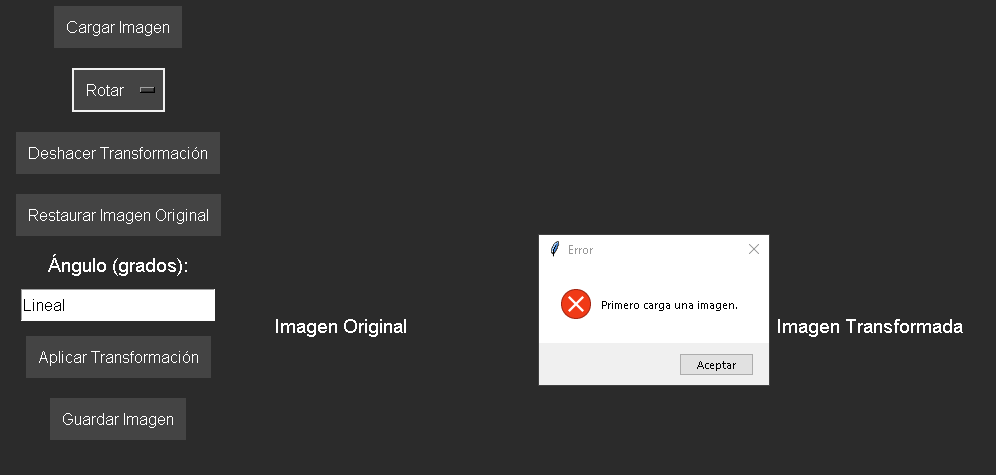 Cargar Imagen
Rotar
Deshacer Transformación
Restaurar Imagen Original
Ángulo (grados):
Lineal
Aplicar Transformación
Guardar Imagen
Imagen Original
Error
Primero carga una imagen.
Aceptar
Imagen Transformada